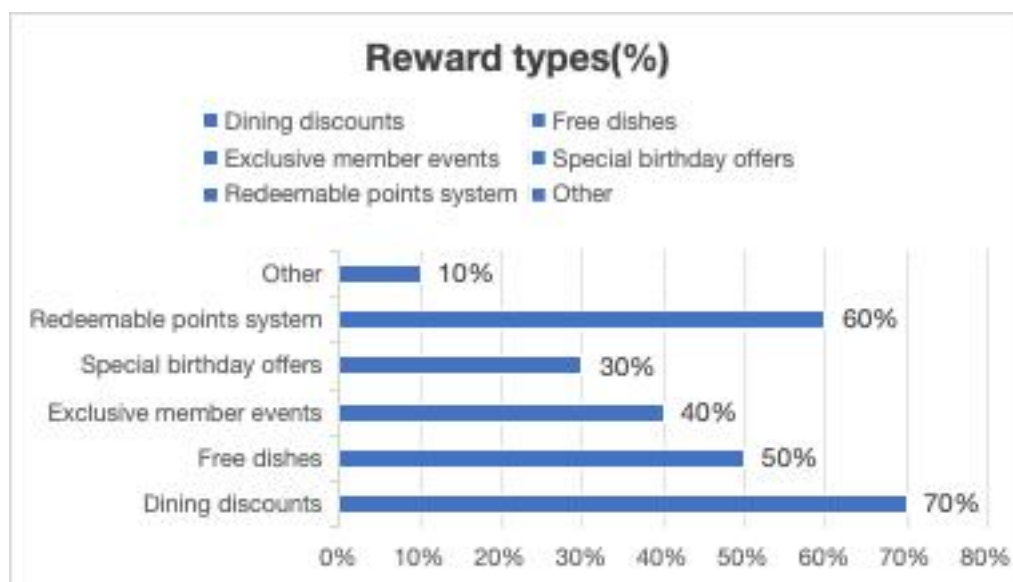 Reward types(%)
Dining discounts Free dishes
Exclusive member events Special birthday offers
Redeemable points system Other
Other 10%
Redeemable points system 60%
Special birthday offers 30%
Exclusive member events 40%
Free dishes 50%
Dining discounts 70%
0% 10% 20% 30% 40% 50% 60% 70% 80%